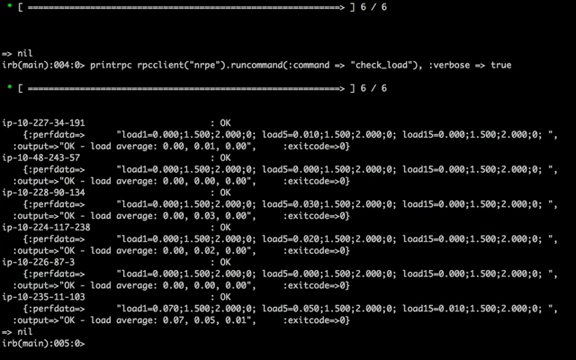 * [ ============================================================> ] 6 / 6
=> nil
irb(main):004:0> printrpc rpcclient("nrpe").runcommand(:command => "check_load"), :verbose => true
* [ ============================================================> ] 6 / 6
ip-10-227-34-191 : OK
{:perfdata=> "load1=0.000;1.500;2.000;0; load5=0.010;1.500;2.000;0; load15=0.000;1.500;2.000;0; ",
:output=>"OK - load average: 0.00, 0.01, 0.00", :exitcode=>0}
ip-10-48-243-57 : OK
{:perfdata=> "load1=0.000;1.500;2.000;0; load5=0.000;1.500;2.000;0; load15=0.000;1.500;2.000;0; ",
:output=>"OK - load average: 0.00, 0.00, 0.00", :exitcode=>0}
ip-10-228-90-134 : OK
{:perfdata=> "load1=0.000;1.500;2.000;0; load5=0.030;1.500;2.000;0; load15=0.000;1.500;2.000;0; ",
:output=>"OK - load average: 0.00, 0.03, 0.00", :exitcode=>0}
ip-10-224-117-238 : OK
{:perfdata=> "load1=0.000;1.500;2.000;0; load5=0.020;1.500;2.000;0; load15=0.000;1.500;2.000;0; ",
:output=>"OK - load average: 0.00, 0.02, 0.00", :exitcode=>0}
ip-10-226-87-3 : OK
{:perfdata=> "load1=0.000;1.500;2.000;0; load5=0.000;1.500;2.000;0; load15=0.000;1.500;2.000;0; ",
:output=>"OK - load average: 0.00, 0.00, 0.00", :exitcode=>0}
ip-10-235-11-103 : OK
{:perfdata=> "load1=0.070;1.500;2.000;0; load5=0.050;1.500;2.000;0; load15=0.010;1.500;2.000;0; ",
:output=>"OK - load average: 0.07, 0.05, 0.01", :exitcode=>0}
=> nil
irb(main):005:0>